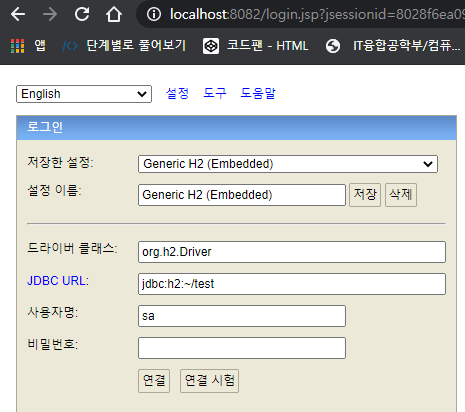 localhost:8082/login.jsp?jsessionid=8028f6ea09
앱 </> 단계별로 풀어보기 코드팬 - HTML IT융합공학부/컴퓨...
English 설정 도구 도움말
로그인
저장한 설정: Generic H2 (Embedded)
설정 이름: Generic H2 (Embedded) 저장 삭제
드라이버 클래스: org.h2.Driver
JDBC URL: jdbc:h2:~/test
사용자명: sa
비밀번호:
연결 연결 시험